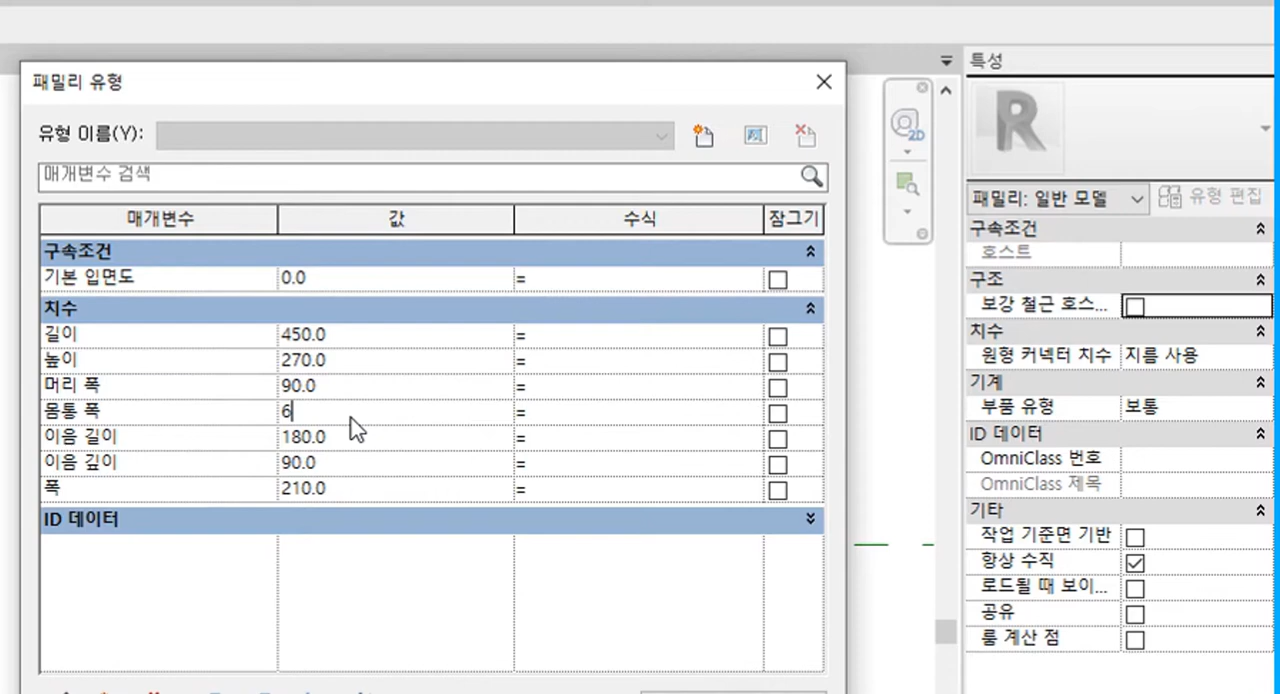 특성
패밀리 유형
유형 이름(Y):
2D
R
매개변수 검색
패밀리: 일반 모델
유형 편집
매개변수 값 수식 잠그기
구속조건
기본 입면도 0.0 =
치수
길이 450.0 =
높이 270.0 =
머리 폭 90.0 =
몸통 폭 6 =
이음 길이 180.0 =
이음 깊이 90.0 =
폭 210.0 =
ID 데이터
구속조건
호스트
구조
보강 철근 호스...
치수
원형 커넥터 치수 지름 사용
기계
부품 유형 보통
ID 데이터
OmniClass 번호
OmniClass 제목
기타
작업 기준면 기반
항상 수직
로드될 때 보이...
공유
룸 계산 점